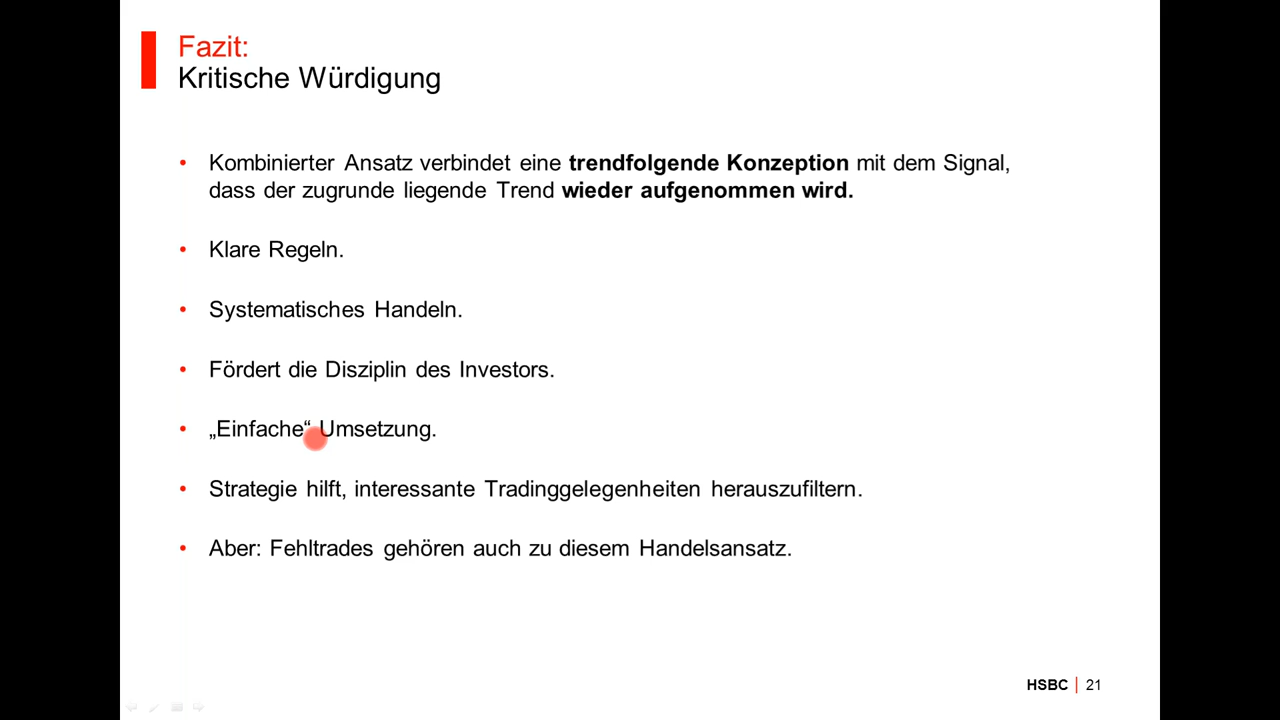 Fazit:
Kritische Würdigung
• Kombinierter Ansatz verbindet eine trendfolgende Konzeption mit dem Signal,
dass der zugrunde liegende Trend wieder aufgenommen wird.
• Klare Regeln.
• Systematisches Handeln.
• Fördert die Disziplin des Investors.
• „Einfache“ Umsetzung.
• Strategie hilft, interessante Tradinggelegenheiten herauszufiltern.
• Aber: Fehltrades gehören auch zu diesem Handelsansatz.
HSBC | 21